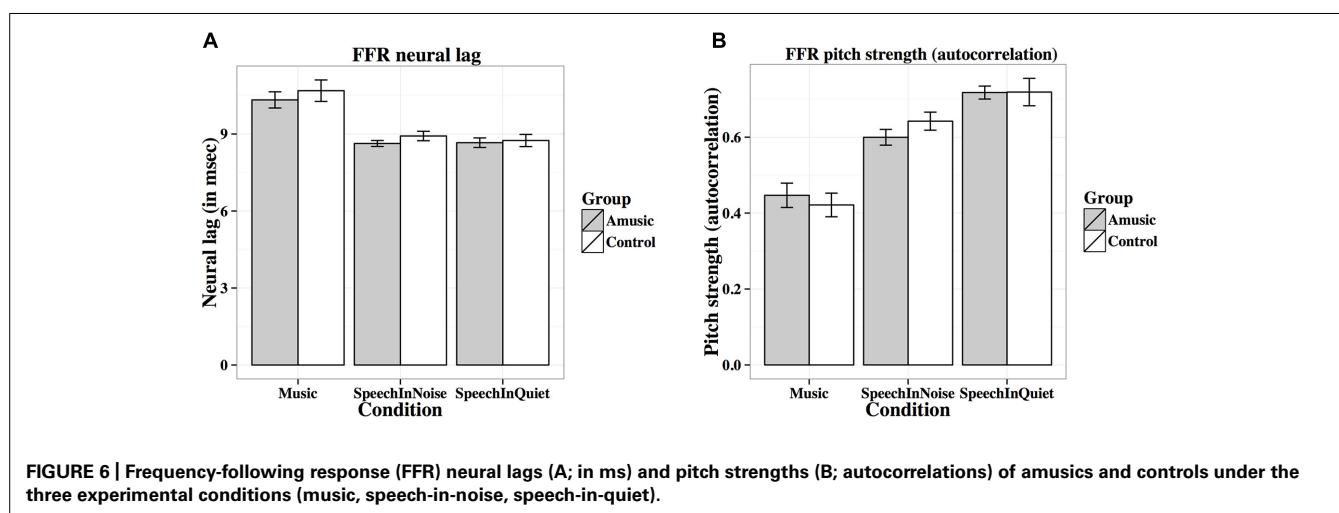 A
FFR neural lag
Neural lag (in msec)
9
6
3
0
Music
SpeechInNoise
SpeechInQuiet
Condition
Group
Amusic
Control
B
FFR pitch strength (autocorrelation)
Pitch strength (autocorrelation)
0.6
0.4
0.2
0.0
Music
SpeechInNoise
SpeechInQuiet
Condition
Group
Amusic
Control
FIGURE 6 | Frequency-following response (FFR) neural lags (A; in ms) and pitch strengths (B; autocorrelations) of amusics and controls under the
three experimental conditions (music, speech-in-noise, speech-in-quiet).